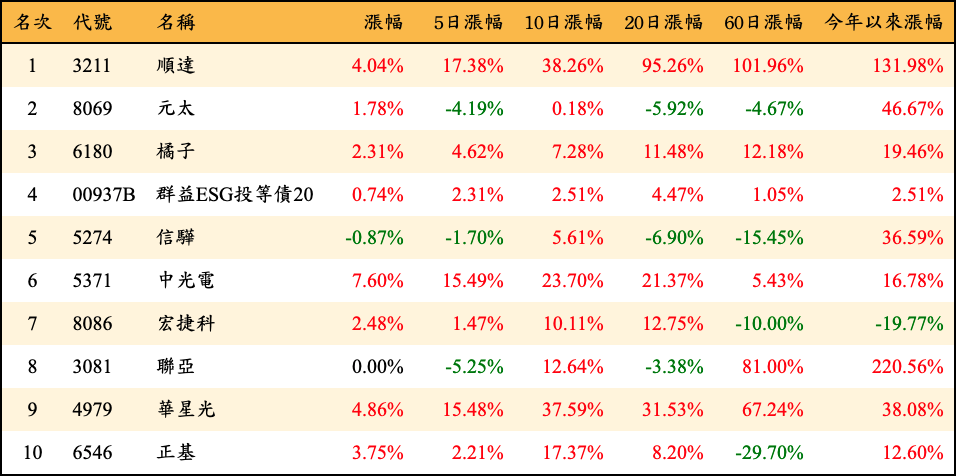 名次 代號 名稱 漲幅 5日漲幅 10日漲幅 20日漲幅 60日漲幅 今年以來漲幅
1 3211 順達 4.04% 17.38% 38.26% 95.26% 101.96% 131.98%
2 8069 元太 1.78% -4.19% 0.18% -5.92% -4.67% 46.67%
3 6180 橘子 2.31% 4.62% 7.28% 11.48% 12.18% 19.46%
4 00937B 群益ESG投等債20 0.74% 2.31% 2.51% 4.47% 1.05% 2.51%
5 5274 信驊 -0.87% -1.70% 5.61% -6.90% -15.45% 36.59%
6 5371 中光電 7.60% 15.49% 23.70% 21.37% 5.43% 16.78%
7 8086 宏捷科 2.48% 1.47% 10.11% 12.75% -10.00% -19.77%
8 3081 聯亞 0.00% -5.25% 12.64% -3.38% 81.00% 220.56%
9 4979 華星光 4.86% 15.48% 37.59% 31.53% 67.24% 38.08%
10 6546 正基 3.75% 2.21% 17.37% 8.20% -29.70% 12.60%